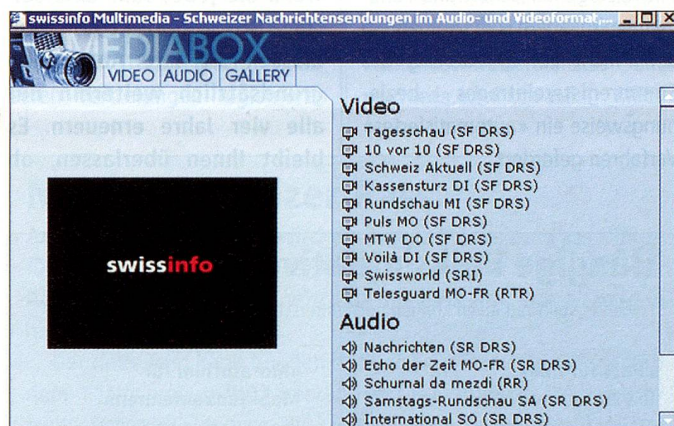 swissinfo Multimedia - Schweizer Nachrichtensendungen im Audio- und Videoformat,...
MEDIABOX
VIDEO AUDIO GALLERY
swissinfo
Video
Tagesschau (SF DRS)
10 vor 10 (SF DRS)
Schweiz Aktuell (SF DRS)
Kassensturz DI (SF DRS)
Rundschau MI (SF DRS)
Puls MO (SF DRS)
MTW DO (SF DRS)
Voilà DI (SF DRS)
Swissworld (SRI)
Telesguard MO-FR (RTR)
Audio
Nachrichten (SR DRS)
Echo der Zeit MO-FR (SR DRS)
Schurnal da mezdi (RR)
Samstags-Rundschau SA (SR DRS)
International SO (SR DRS)